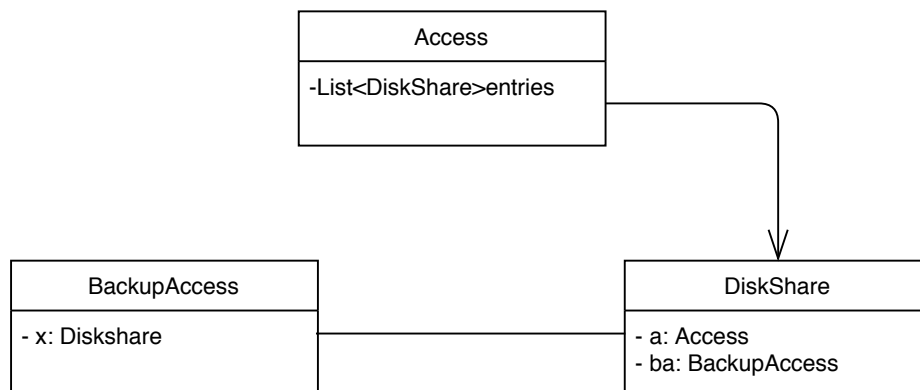 Access
-List<DiskShare>entries
BackupAccess
- x: Diskshare
DiskShare
- a: Access
- ba: BackupAccess